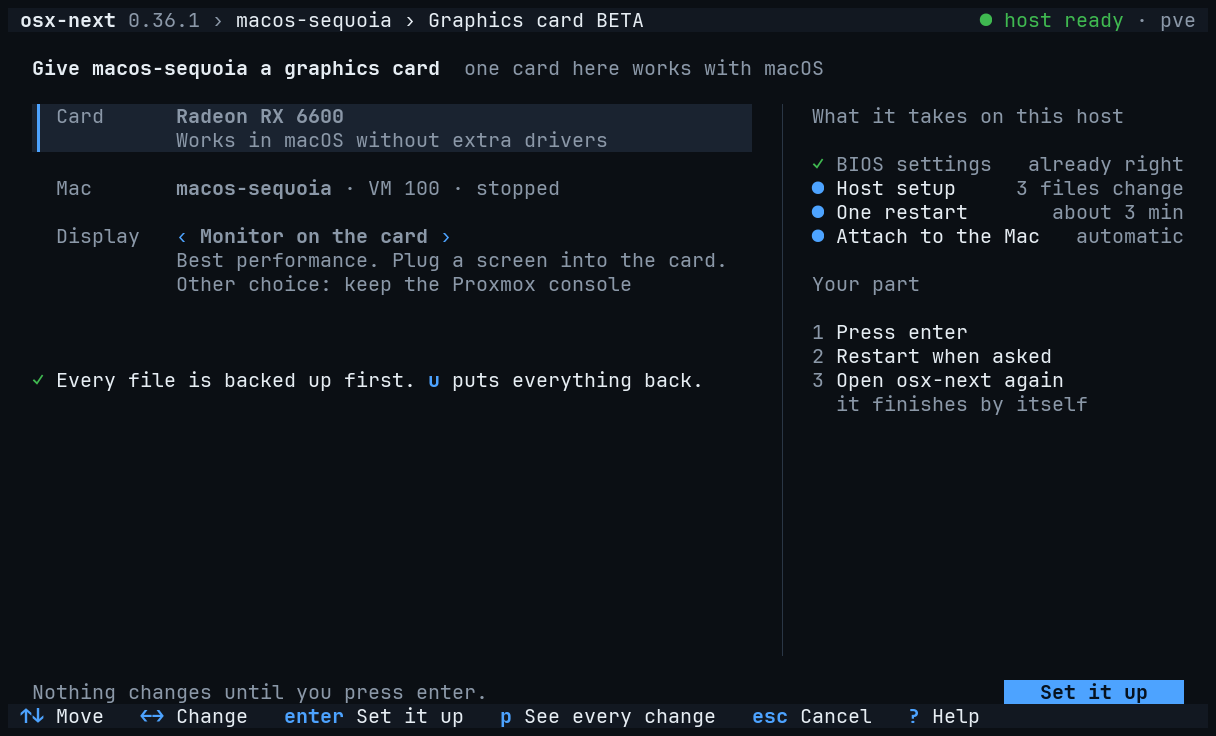 osx-next 0.36.1 › macos-sequoia › Graphics card BETA ● host ready · pve
Give macos-sequoia a graphics card one card here works with macOS
Card Radeon RX 6600
Works in macOS without extra drivers
Mac macos-sequoia · VM 100 · stopped
Display ‹ Monitor on the card ›
Best performance. Plug a screen into the card.
Other choice: keep the Proxmox console
✓ Every file is backed up first. u puts everything back.
What it takes on this host
✓ BIOS settings already right
● Host setup 3 files change
● One restart about 3 min
● Attach to the Mac automatic
Your part
1 Press enter
2 Restart when asked
3 Open osx-next again
it finishes by itself
Nothing changes until you press enter. Set it up
↑↓ Move ←→ Change enter Set it up p See every change esc Cancel ? Help